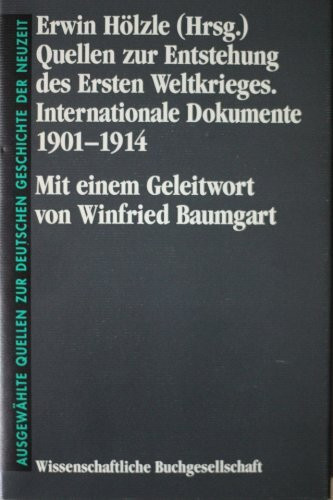 Erwin Hölzle (Hrsg.)
Quellen zur Entstehung
des Ersten Weltkrieges.
Internationale Dokumente
1901–1914
Mit einem Geleitwort
von Winfried Baumgart
Wissenschaftliche Buchgesellschaft
AUSGEWÄHLTE QUELLEN ZUR DEUTSCHEN GESCHICHTE DER NEUZEIT